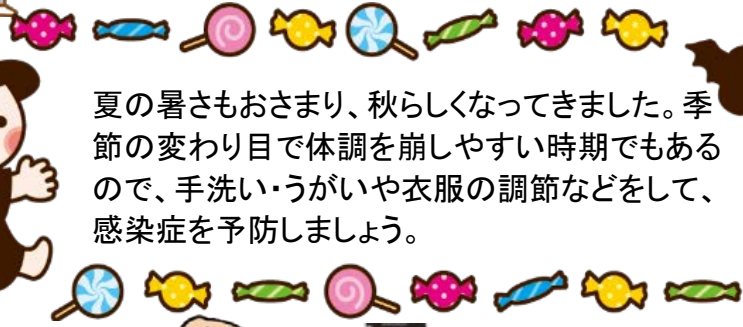 夏の暑さもおさまり、秋らしくなってきました。季
節の変わり目で体調を崩しやすい時期でもある
ので、手洗い・うがいや衣服の調節などをして、
感染症を予防しましょう。